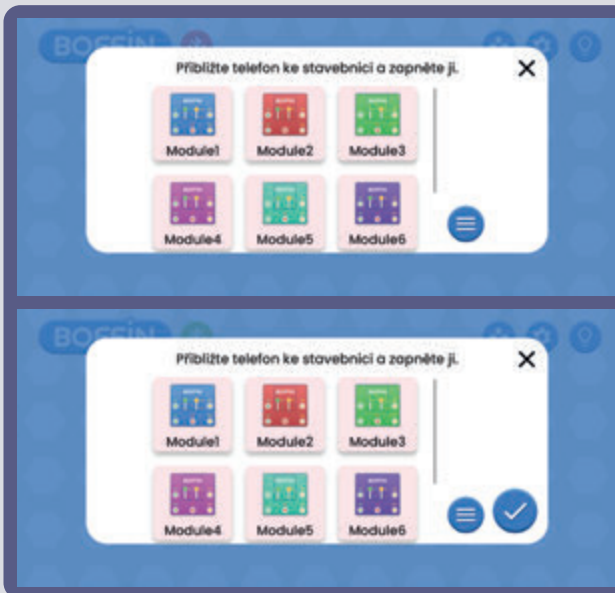 BOFFIN
Přibližte telefon ke stavebnici a zapněte ji.
Module1 Module2 Module3
Module4 Module5 Module6
BOFFIN
Přibližte telefon ke stavebnici a zapněte ji.
Module1 Module2 Module3
Module4 Module5 Module6